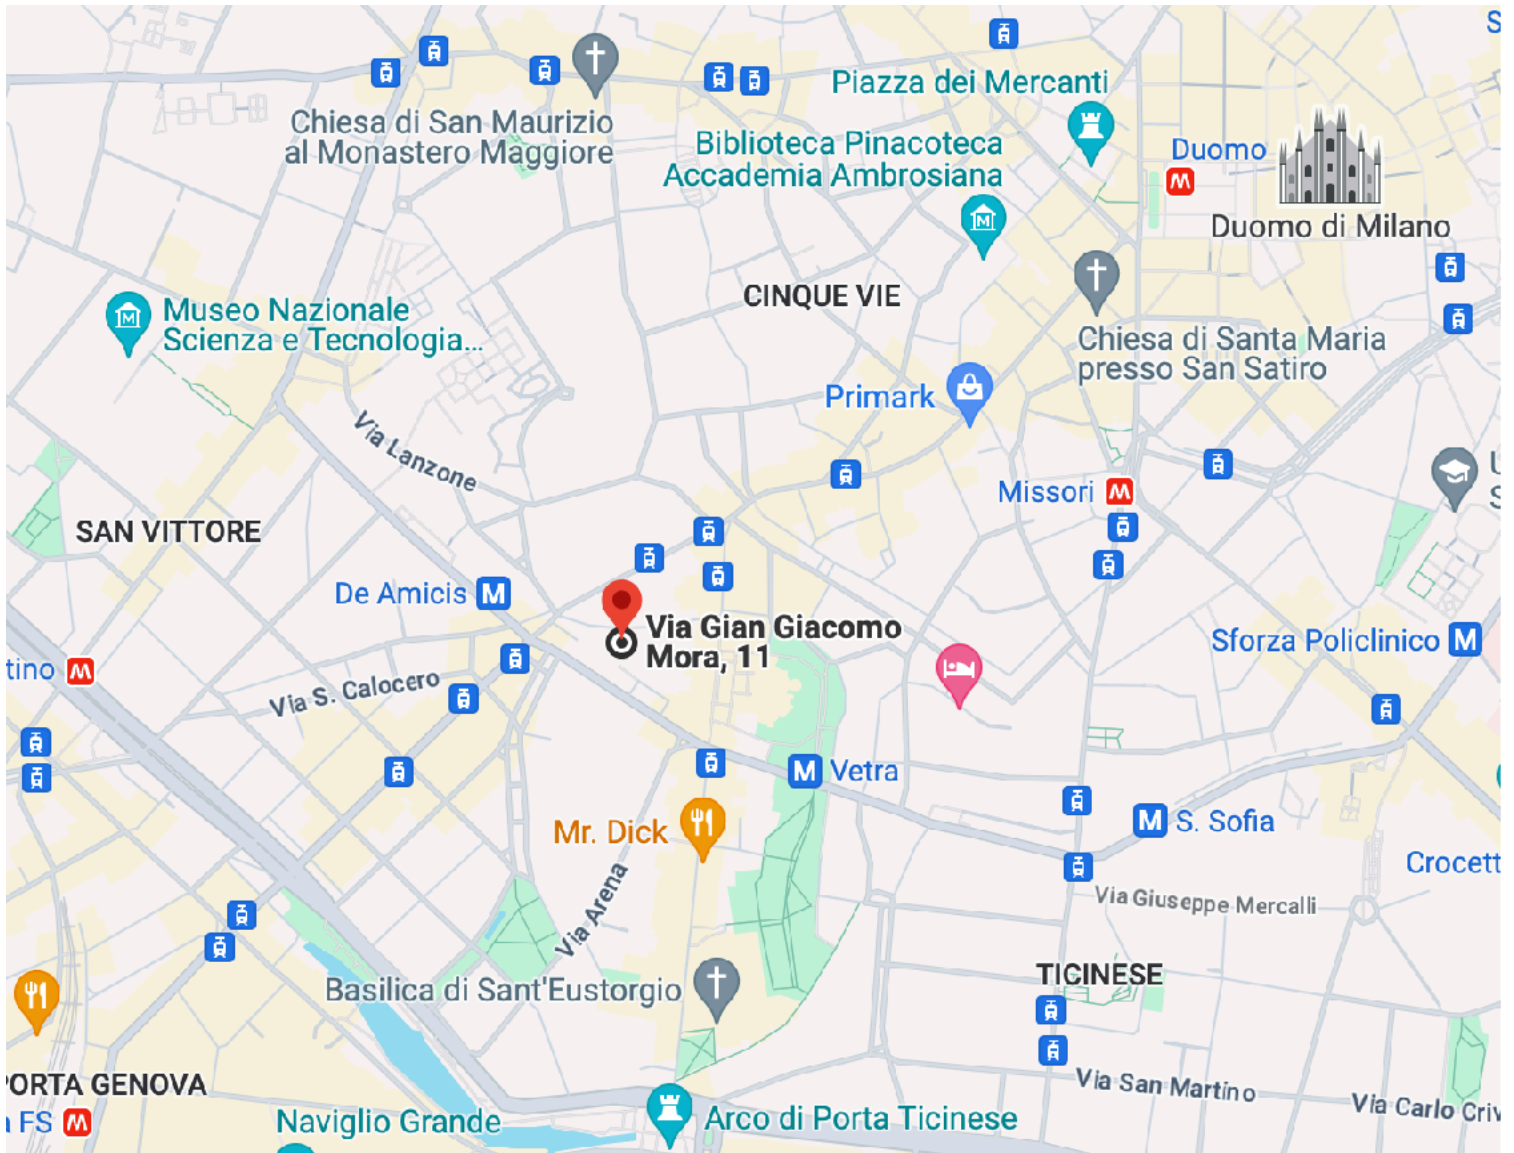 S
Piazza dei Mercanti
Chiesa di San Maurizio
al Monastero Maggiore
Biblioteca Pinacoteca
Accademia Ambrosiana
Duomo
M
Duomo di Milano
M
CINQUE VIE
M
Museo Nazionale
Scienza e Tecnologia...
Chiesa di Santa Maria
presso San Satiro
Primark
Via Lanzone
Missori M
U
S
SAN VITTORE
De Amicis M
Via Gian Giacomo
Mora, 11
Sforza Policlinico M
tino M
Via S. Calocero
M Vetra
Mr. Dick
M S. Sofia
Crocett
Via Arena
Via Giuseppe Mercalli
TICINESE
Basilica di Sant'Eustorgio
PORTA GENOVA
a FS M
Via San Martino
Via Carlo Criv
Naviglio Grande
Arco di Porta Ticinese